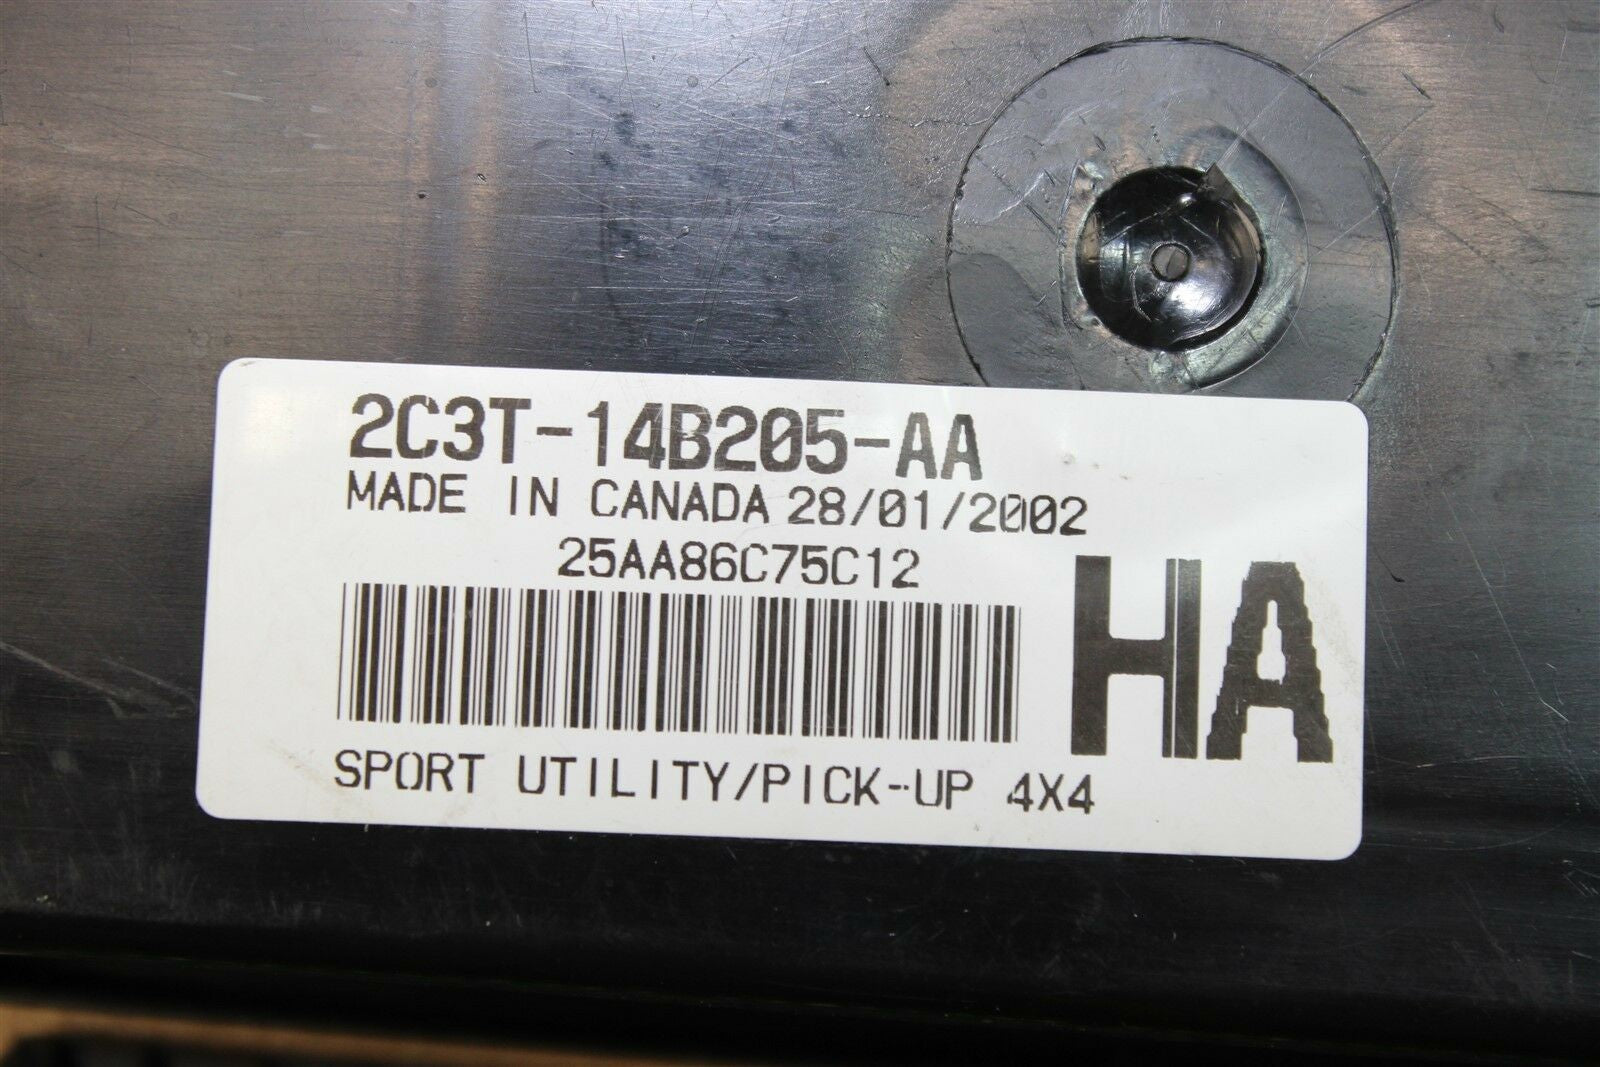 2C3T-14B205-AA
MADE IN CANADA 28/01/2002
25AA86C75C12
HA
SPORT UTILITY/PICK-UP 4X4